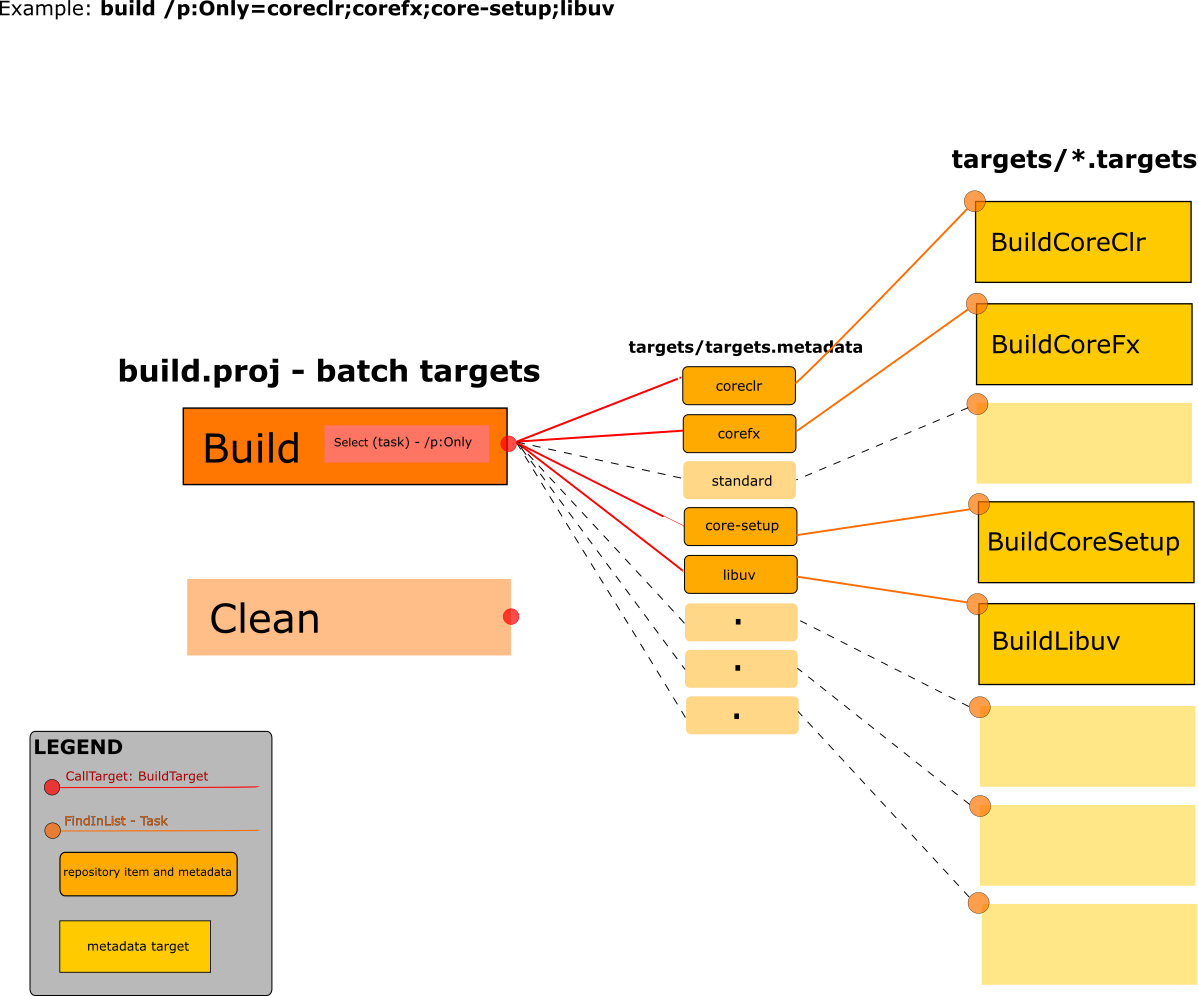 Example: build /p:Only=coreclr;corefx;core-setup;libuv
targets/*.targets
BuildCoreClr
BuildCoreFx
targets/targets.metadata
build.proj - batch targets
coreclr
Build
Select (task) - /p:Only
corefx
standard
core-setup
BuildCoreSetup
libuv
Clean
.
BuildLibuv
.
.
LEGEND
CallTarget: BuildTarget
FindInList - Task
repository item and metadata
metadata target